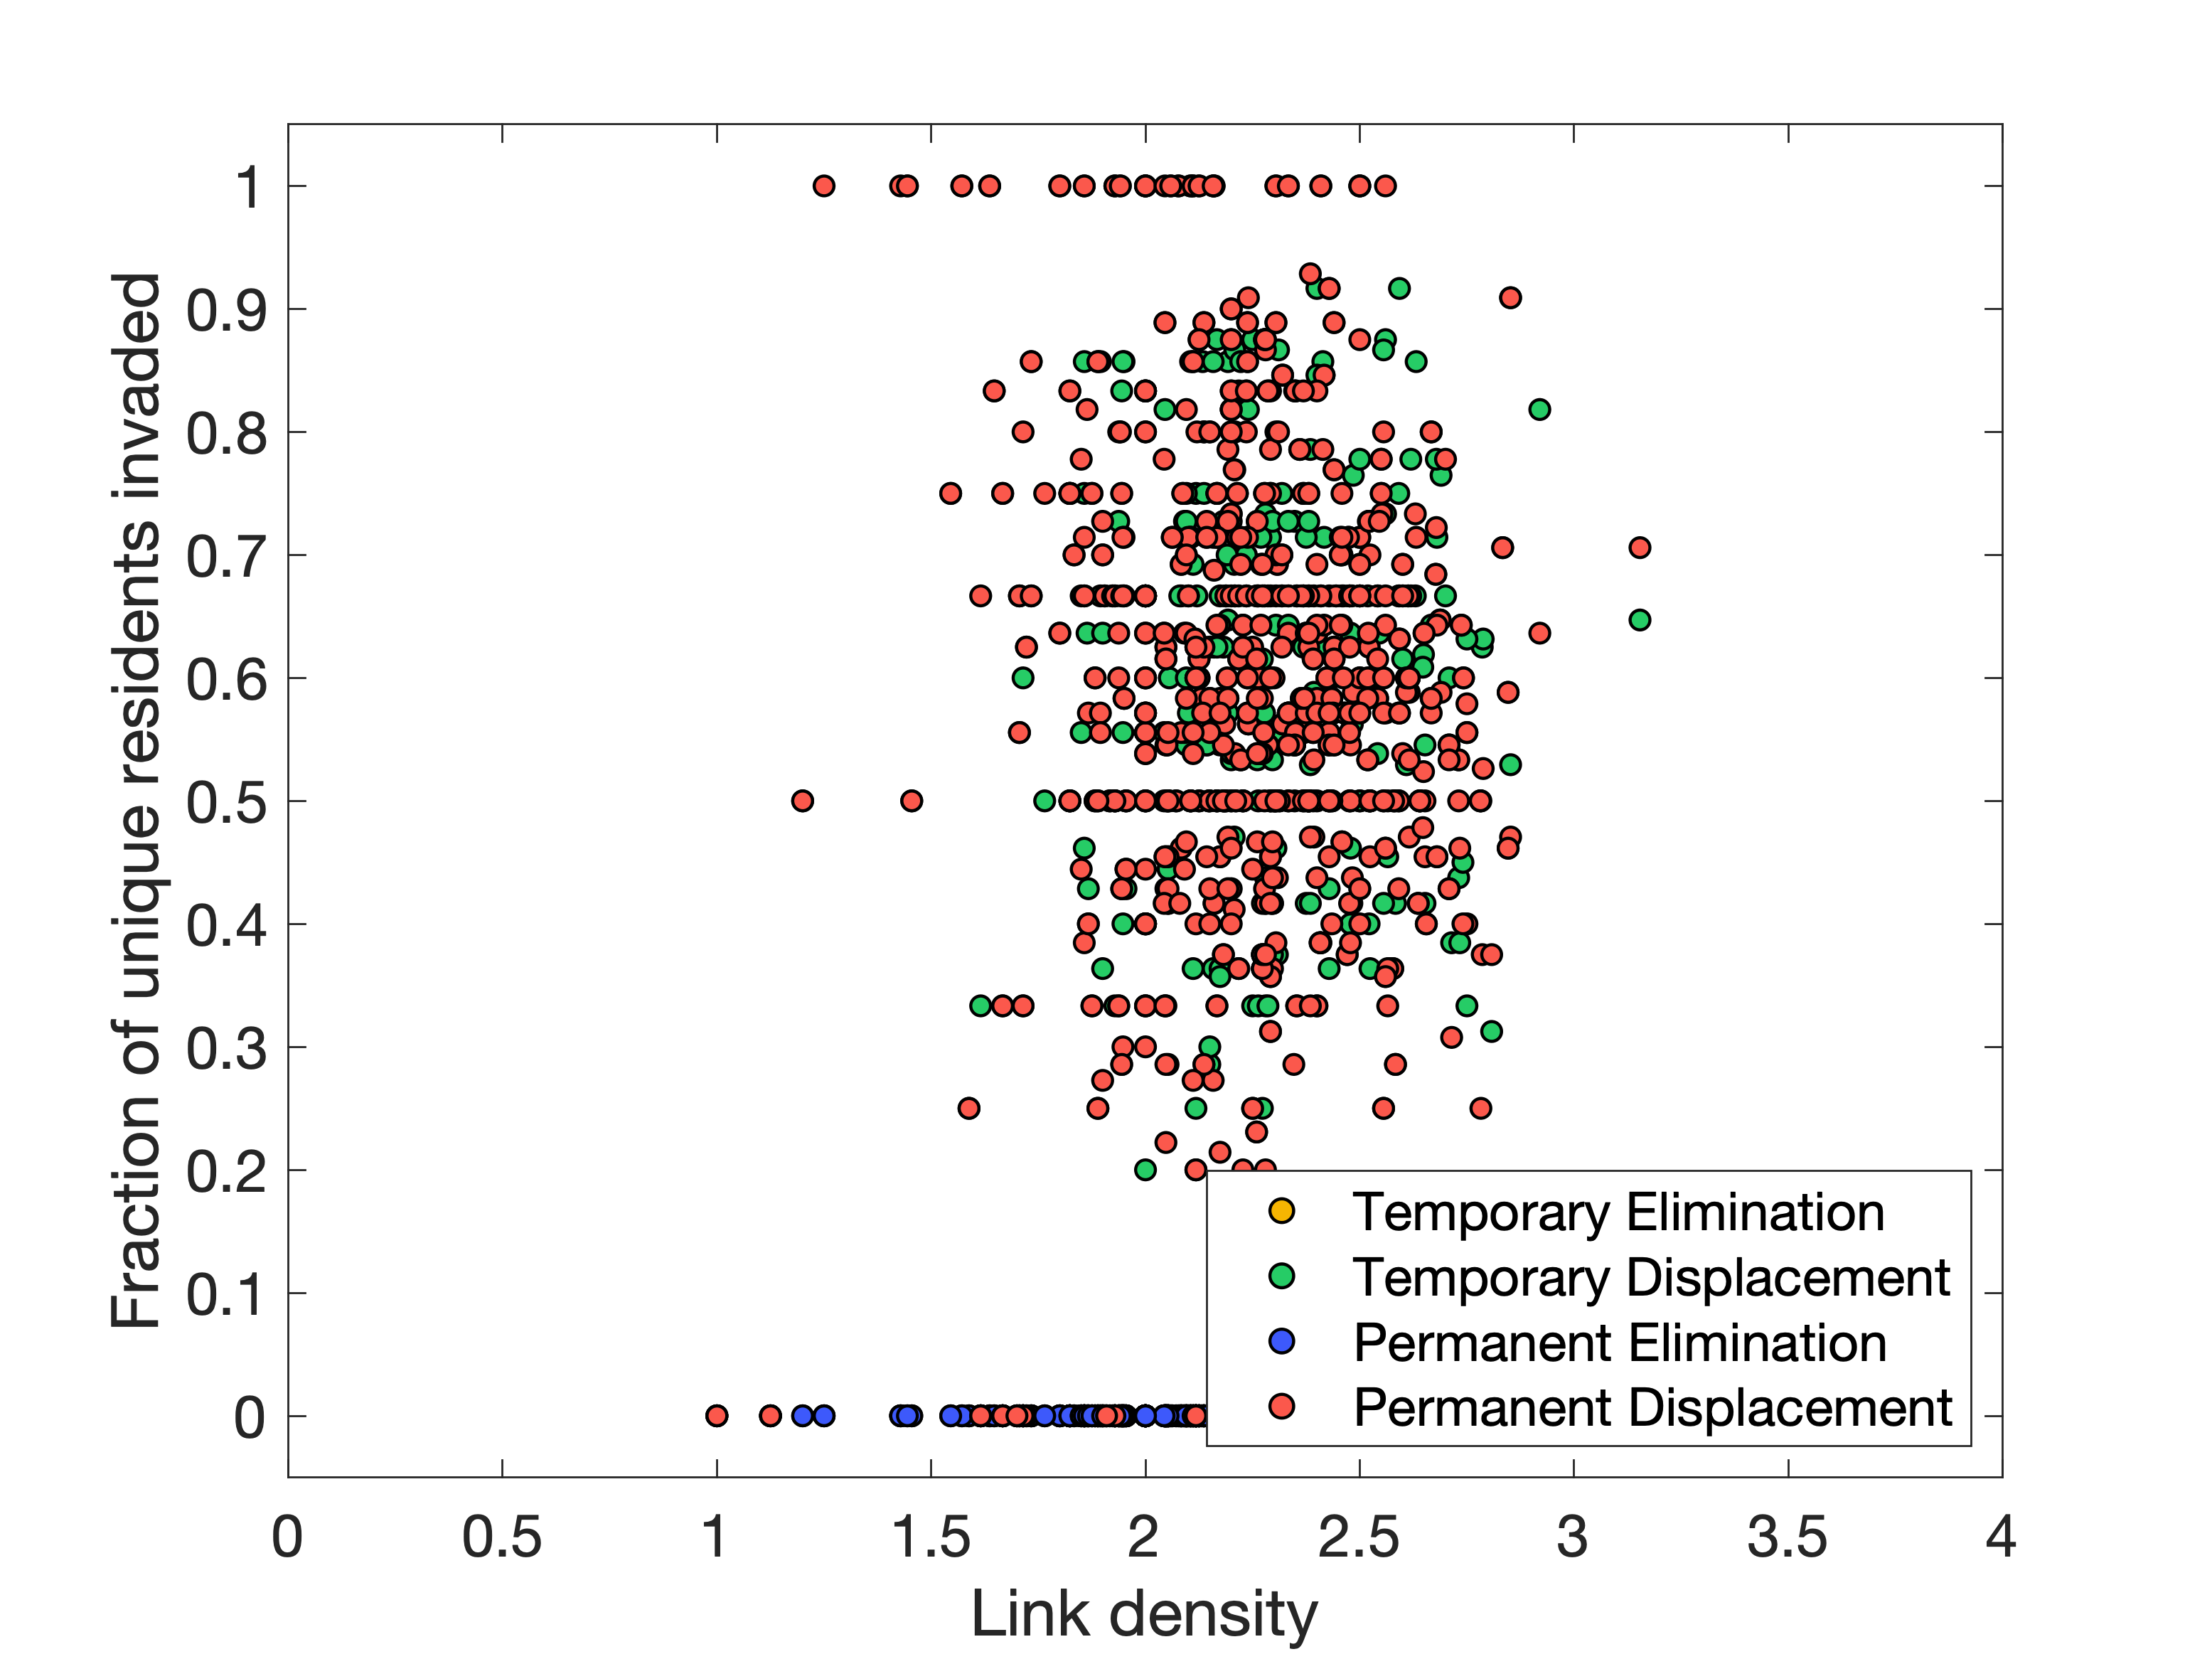 1
0.9
0.8
0.7
0.6
0.5
0.4
0.3
0.2
0.1
0
Fraction of unique residents invaded
Temporary Elimination
Temporary Displacement
Permanent Elimination
Permanent Displacement
0 0.5 1 1.5 2 2.5 3 3.5 4
Link density